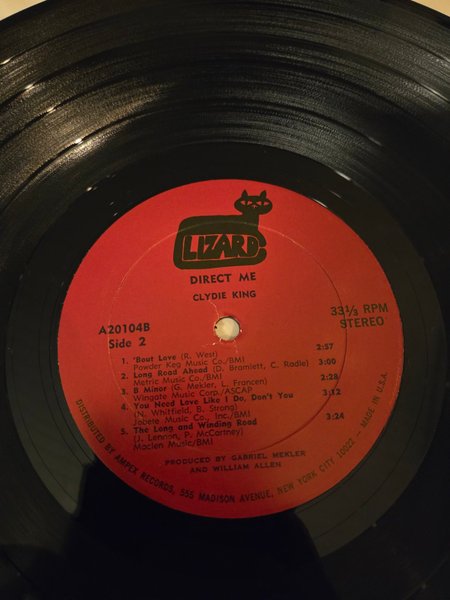 LIZARD
DIRECT ME
CLYDIE KING
A20104B
Side 2
33⅓ RPM
STEREO
1. 'Bout Love (R. West) 2:57
Powder Keg Music Co./BMI
2. Long Road Ahead (D. Bramlett, C. Radle) 3:00
Metric Music Co./BMI
3. B Minor (G. Mekler, L. Francen) 2:28
Wingate Music Corp./ASCAP
4. You Need Love Like I Do, Don't You 3:12
(N. Whitfield, B. Strong)
Jobete Music Co., Inc./BMI
5. The Long and Winding Road 3:24
(J. Lennon, P. McCartney)
Maclen Music/BMI
PRODUCED BY GABRIEL MEKLER
AND WILLIAM ALLEN
DISTRIBUTED BY AMPEX RECORDS, 555 MADISON AVENUE, NEW YORK CITY 10022 - MADE IN U.S.A.